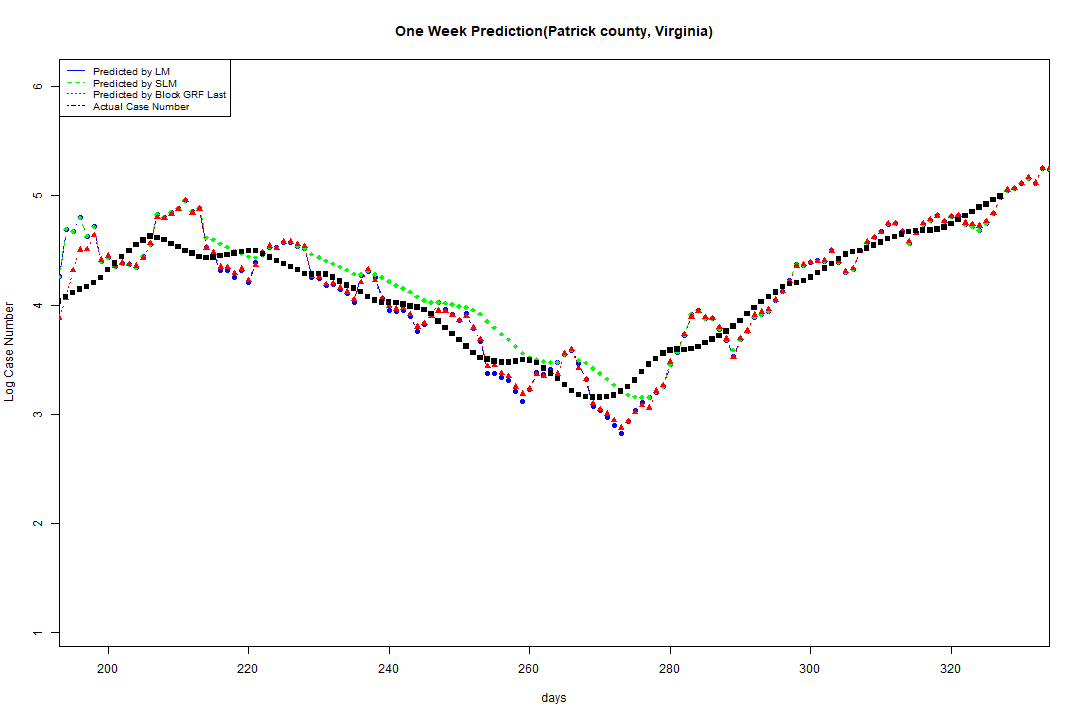 One Week Prediction(Patrick county, Virginia)
Predicted by LM
Predicted by SLM
Predicted by Block GRF Last
Actual Case Number
6
5
4
3
2
1
Log Case Number
200 220 240 260 280 300 320
days